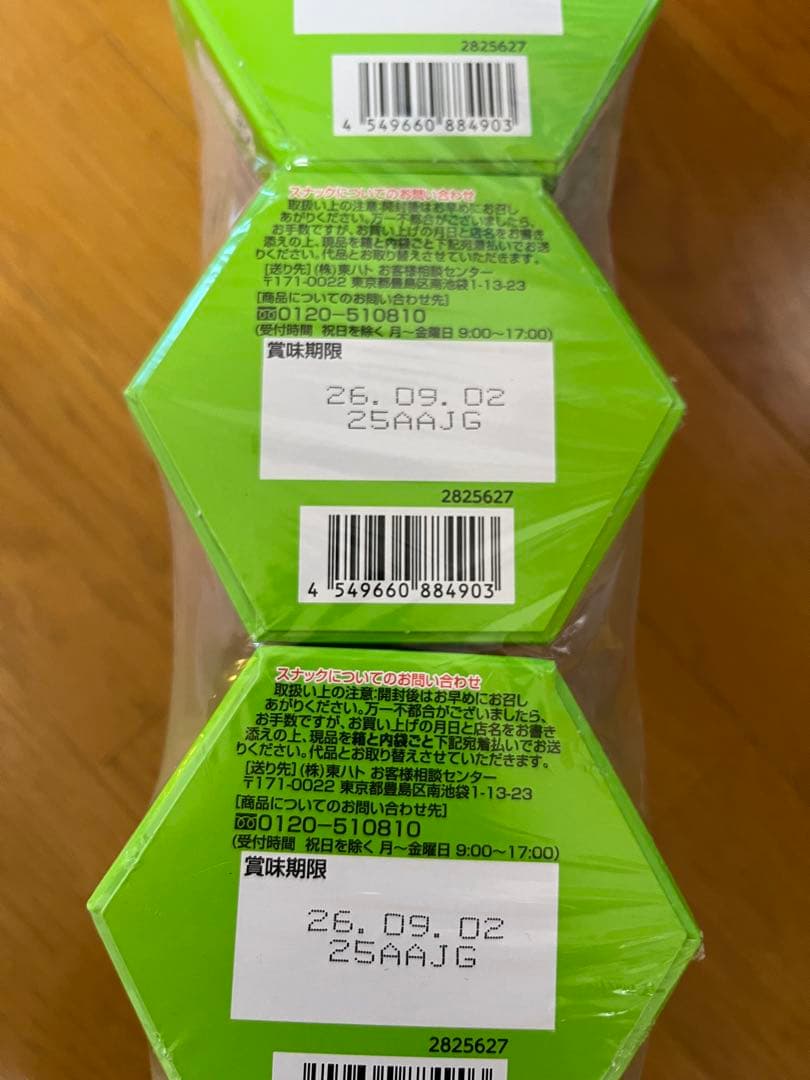 2825627
4 549660 884903
スナックについてのお問い合わせ
取扱い上の注意:開封後はお早めにお召し
あがりください。万一不都合がございましたら、
お手数ですが、お買い上げの月日と店名をお書き
添えの上、現品を箱と内袋ごと下記宛着払いでお送
りください。代品とお取り替えさせていただきます。
[送り先](株)東ハト お客様相談センター
〒171-0022 東京都豊島区南池袋1-13-23
[商品についてのお問い合わせ先]
0120-510810
(受付時間 祝日を除く 月〜金曜日 9:00〜17:00)
賞味期限
26.09.02
25AAJG
2825627
4 549660 884903
スナックについてのお問い合わせ
取扱い上の注意:開封後はお早めにお召し
あがりください。万一不都合がございましたら、
お手数ですが、お買い上げの月日と店名をお書き
添えの上、現品を箱と内袋ごと下記宛着払いでお送
りください。代品とお取り替えさせていただきます。
[送り先](株)東ハト お客様相談センター
〒171-0022 東京都豊島区南池袋1-13-23
[商品についてのお問い合わせ先]
0120-510810
(受付時間 祝日を除く 月〜金曜日 9:00〜17:00)
賞味期限
26.09.02
25AAJG
2825627